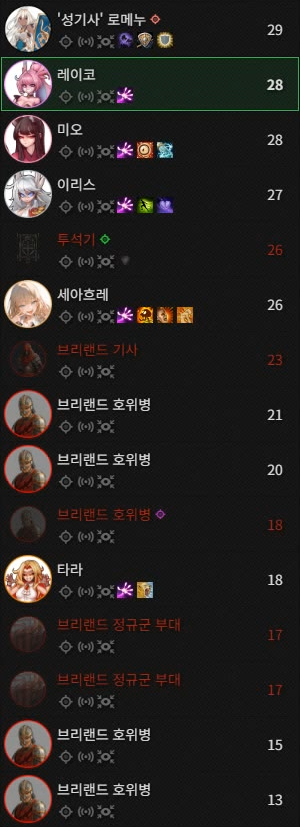 '성기사' 로메누
29
레이코
28
미오
28
이리스
27
투석기
26
세아흐레
26
브리랜드 기사
23
브리랜드 호위병
21
브리랜드 호위병
20
브리랜드 호위병
18
타라
18
브리랜드 정규군 부대
17
브리랜드 정규군 부대
17
브리랜드 호위병
15
브리랜드 호위병
13